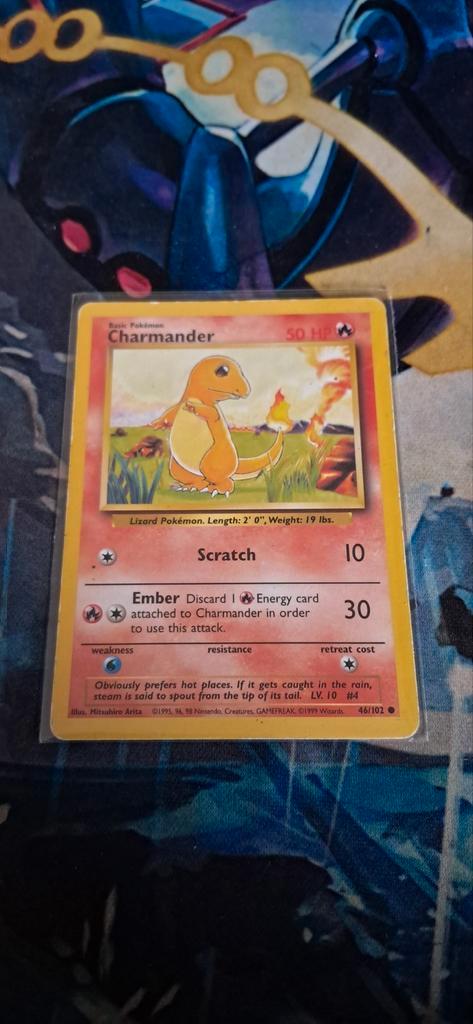 Basic Pokémon
Charmander 50 HP
Lizard Pokémon. Length: 2' 0", Weight: 19 lbs.
Scratch 10
Ember Discard 1 Energy card
attached to Charmander in order
to use this attack.
30
weakness resistance retreat cost
Obviously prefers hot places. If it gets caught in the rain,
steam is said to spout from the tip of its tail. LV. 10 #4
Illus. Mitsuhiro Arita ©1995, 96, 98 Nintendo, Creatures, GAMEFREAK. ©1999 Wizards. 46/102